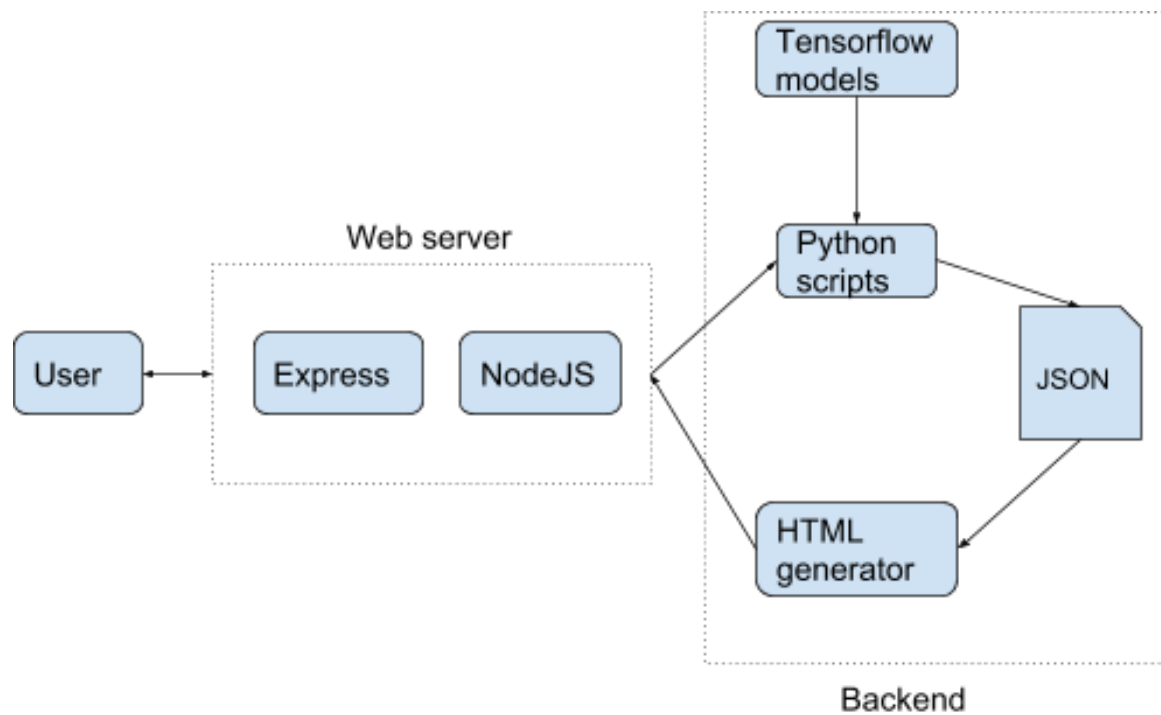 Tensorflow
models
Web server
Python
scripts
User
Express
NodeJS
JSON
HTML
generator
Backend